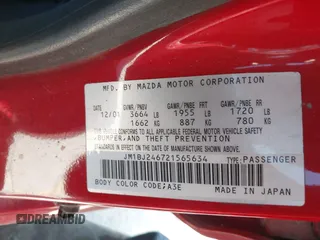 MFD. BY MAZDA MOTOR CORPORATION
GVWR/PNBV GAWR/PNBE FRT GAWR/PNBE RR
12/01 3664 LB 1955 LB 1720 LB
1662 KG 887 KG 780 KG
THIS VEHICLE CONFORMS TO ALL APPLICABLE
FEDERAL MOTOR VEHICLE SAFETY
BUMPER, AND THEFT PREVENTION
STANDARDS IN EFFECT ON THE DATE OF
MANUFACTURE SHOWN ABOVE.
JM1BJ246721565634 TYPE:PASSENGER
BODY COLOR CODE:A3E MADE IN JAPAN
DREAMBID